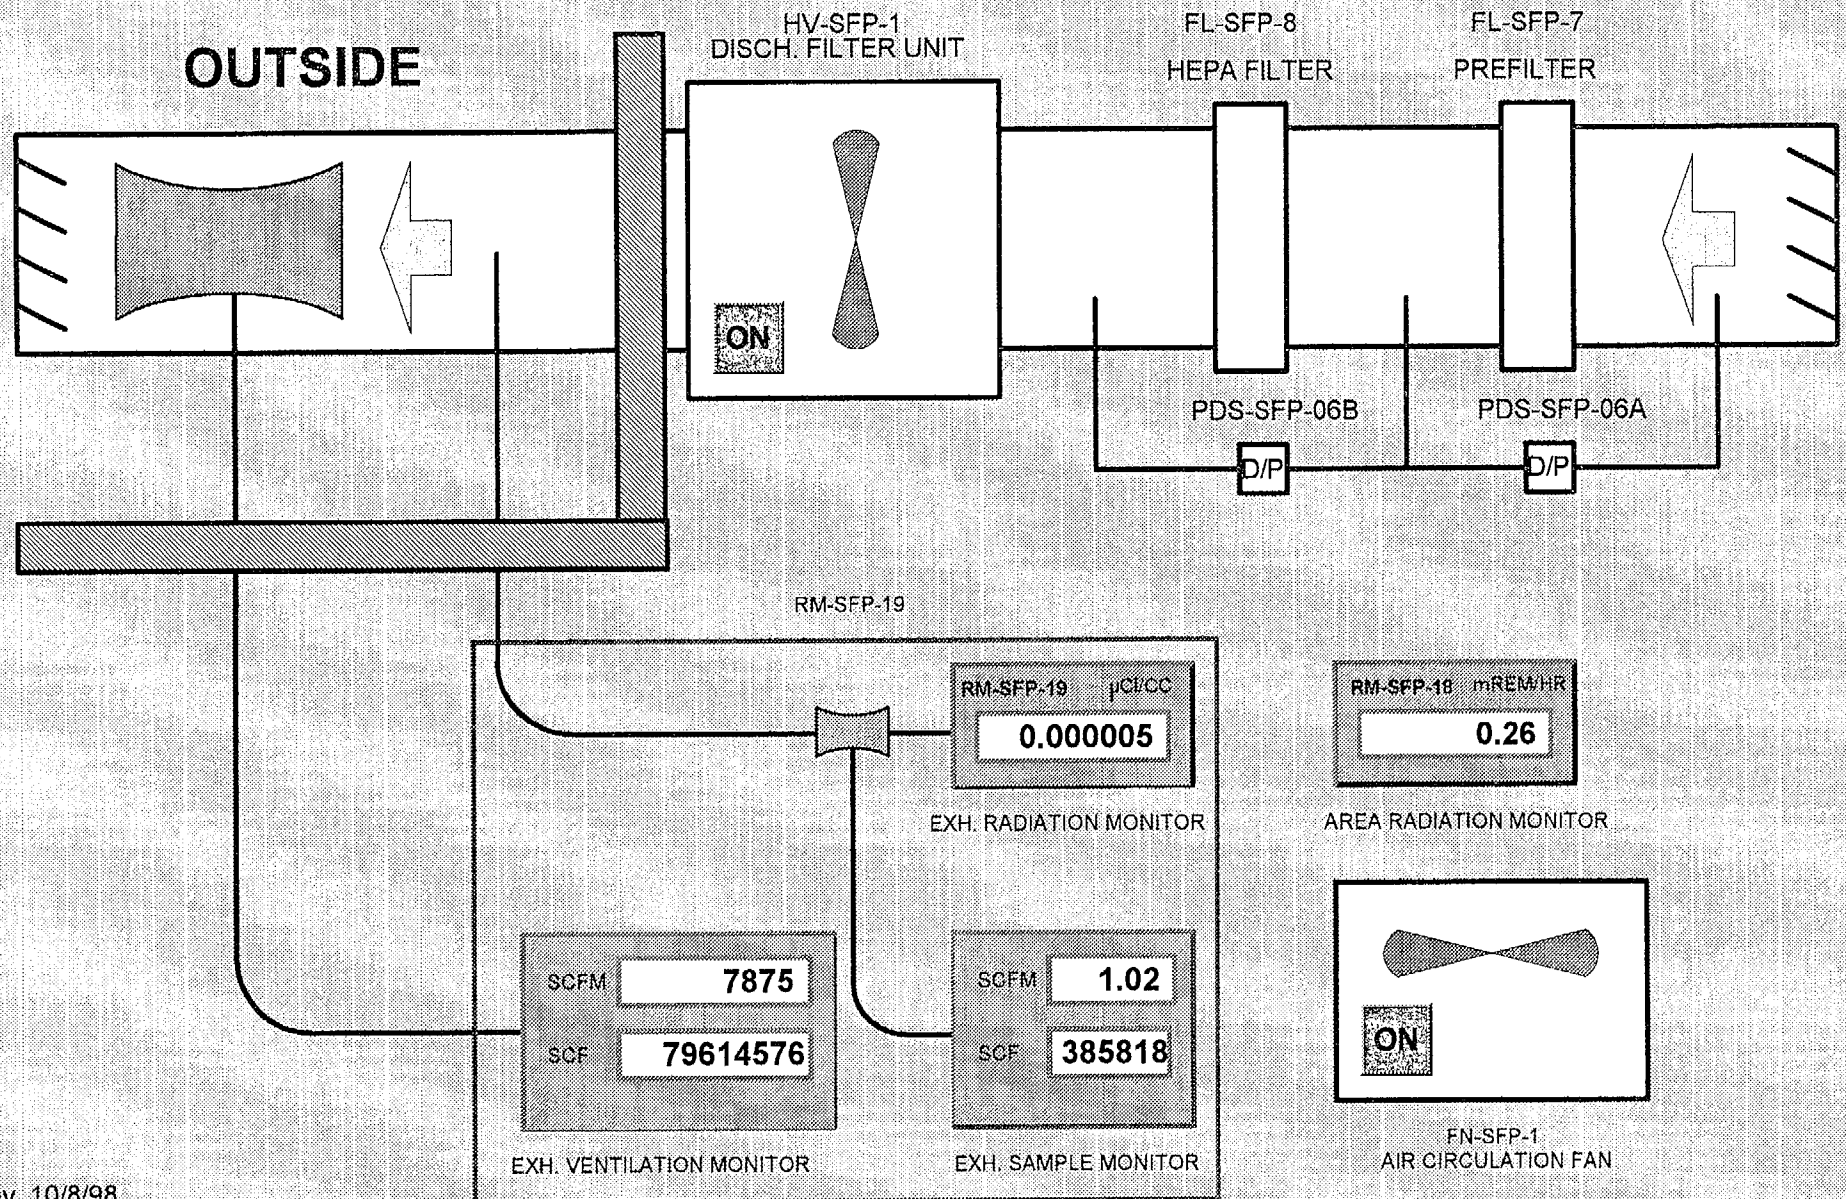 OUTSIDE
HV-SFP-1
DISCH. FILTER UNIT
FL-SFP-8
HEPA FILTER
FL-SFP-7
PREFILTER
ON
PDS-SFP-06B
PDS-SFP-06A
D/P
D/P
RM-SFP-19
RM-SFP-19 µCI/CC
0.000005
EXH. RADIATION MONITOR
RM-SFP-18 mREM/HR
0.26
AREA RADIATION MONITOR
SCFM 7875
SCF 79614576
EXH. VENTILATION MONITOR
SCFM 1.02
SCF 385818
EXH. SAMPLE MONITOR
ON
FN-SFP-1
AIR CIRCULATION FAN
10/8/98